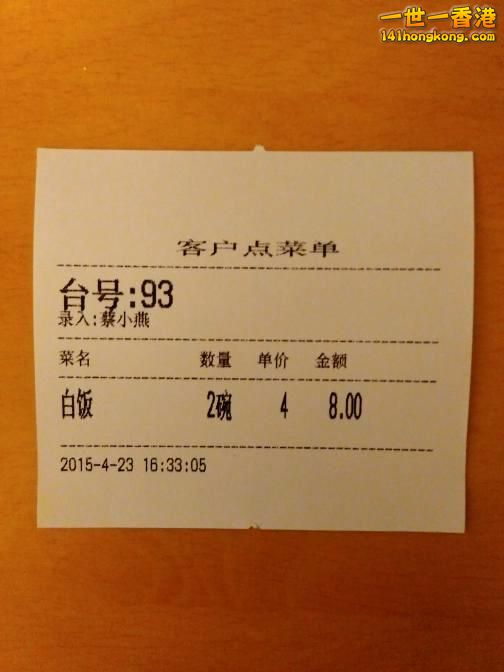 一世一香港
141hongkong.com
客户点菜单
台号:93
录入:蔡小燕
菜名 数量 单价 金额
白饭 2碗 4 8.00
2015-4-23 16:33:05